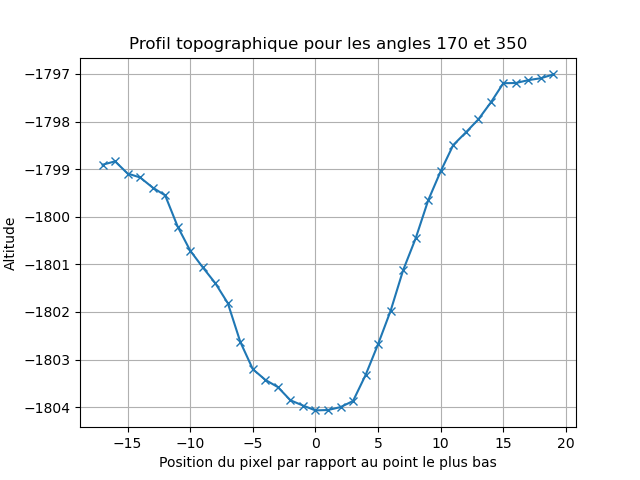 Profil topographique pour les angles 170 et 350
Altitude
−1797
−1798
−1799
−1800
−1801
−1802
−1803
−1804
−15 −10 −5 0 5 10 15 20
Position du pixel par rapport au point le plus bas